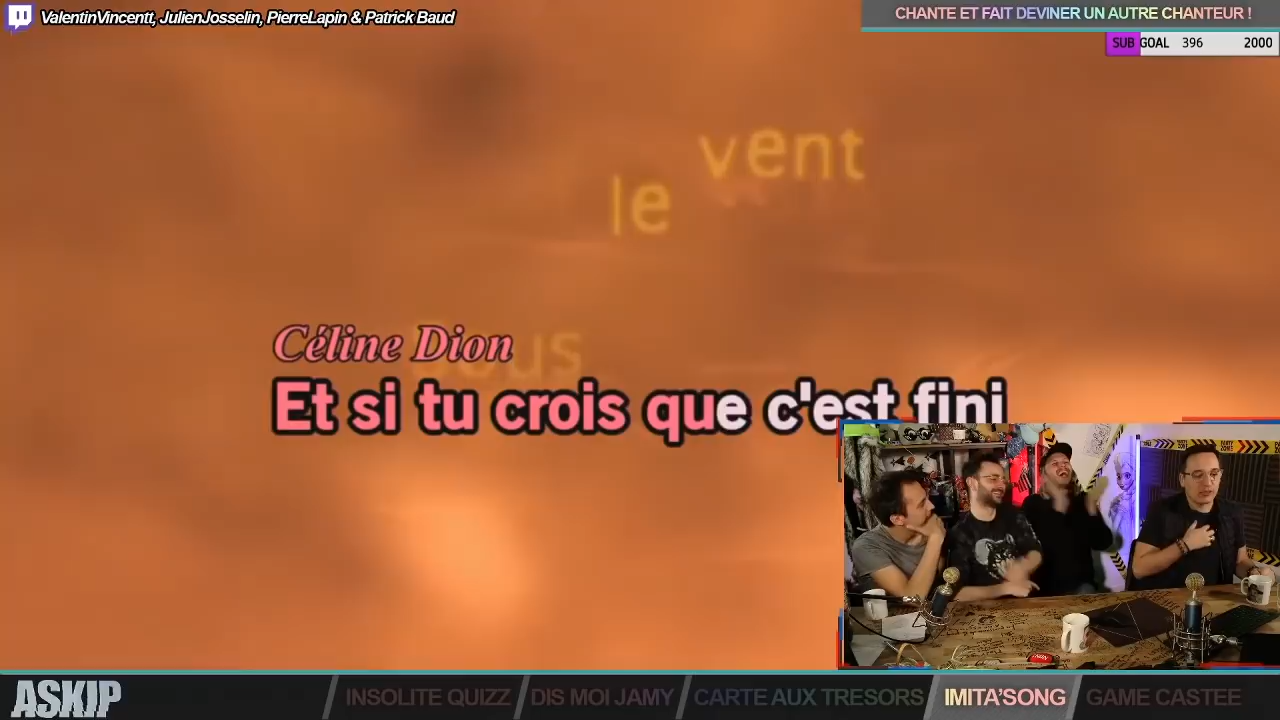 ValentinVincentt, JulienJosselin, PierreLapin & Patrick Baud
CHANTE ET FAIT DEVINER UN AUTRE CHANTEUR !
SUB GOAL 396 2000
vent
le
Céline Dion
Et si tu crois que c'est fini
ASKIP
INSOLITE QUIZZ
DIS MOI JAMY
CARTE AUX TRESORS
IMITA'SONG
GAME CASTEE